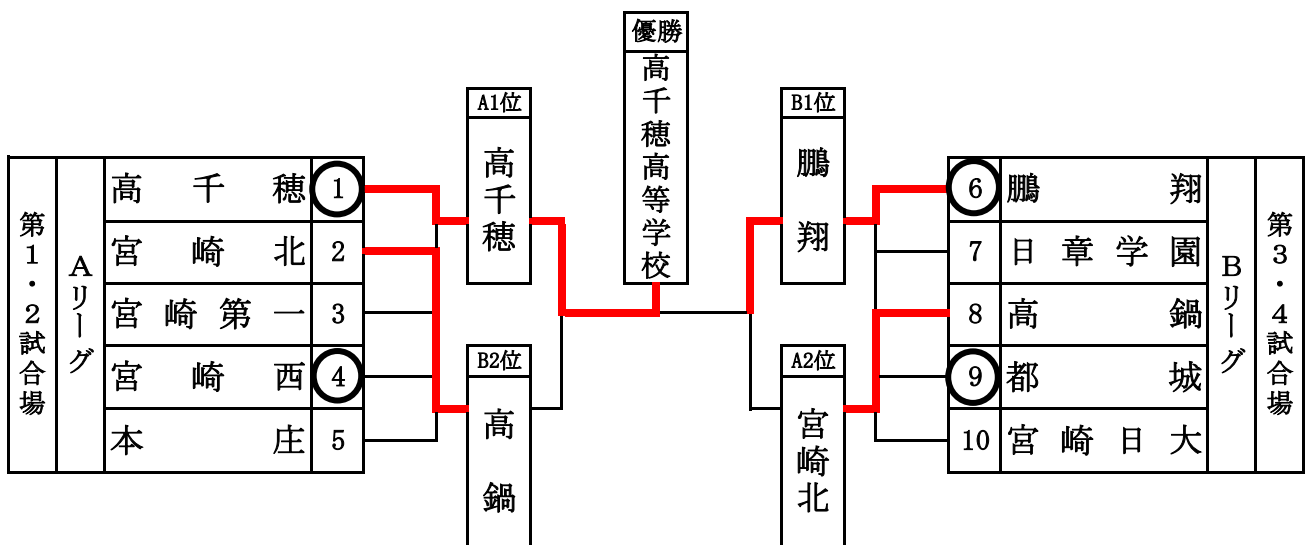 優勝
高千穂高等学校
A1位
高千穂
B1位
鵬翔
第1・2試合場
Aリーグ
高千穂 1
宮崎北 2
宮崎第一 3
宮崎西 4
本庄 5
B2位
高鍋
A2位
宮崎北
6 鵬翔
7 日章学園
8 高鍋
9 都城
10 宮崎日大
Bリーグ
第3・4試合場